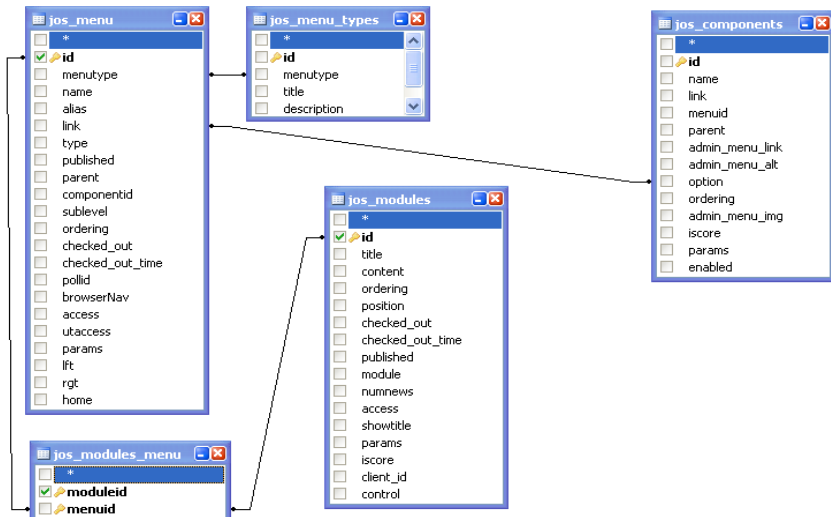 jos_menu
*
id
menutype
name
alias
link
type
published
parent
componentid
sublevel
ordering
checked_out
checked_out_time
pollid
browserNav
access
utaccess
params
lft
rgt
home
jos_menu_types
*
id
menutype
title
description
jos_components
*
id
name
link
menuid
parent
admin_menu_link
admin_menu_alt
option
ordering
admin_menu_img
iscore
params
enabled
jos_modules
*
id
title
content
ordering
position
checked_out
checked_out_time
published
module
numnews
access
showtitle
params
iscore
client_id
control
jos_modules_menu
*
moduleid
menuid